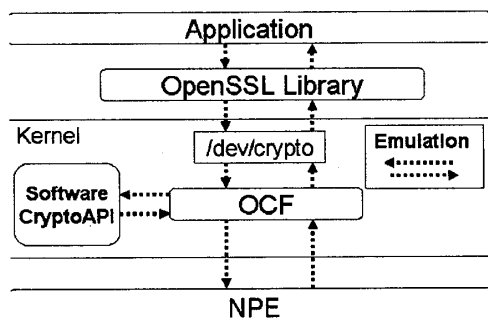 Application
OpenSSL Library
Kernel
/dev/crypto
Emulation
Software
CryptoAPI
OCF
NPE